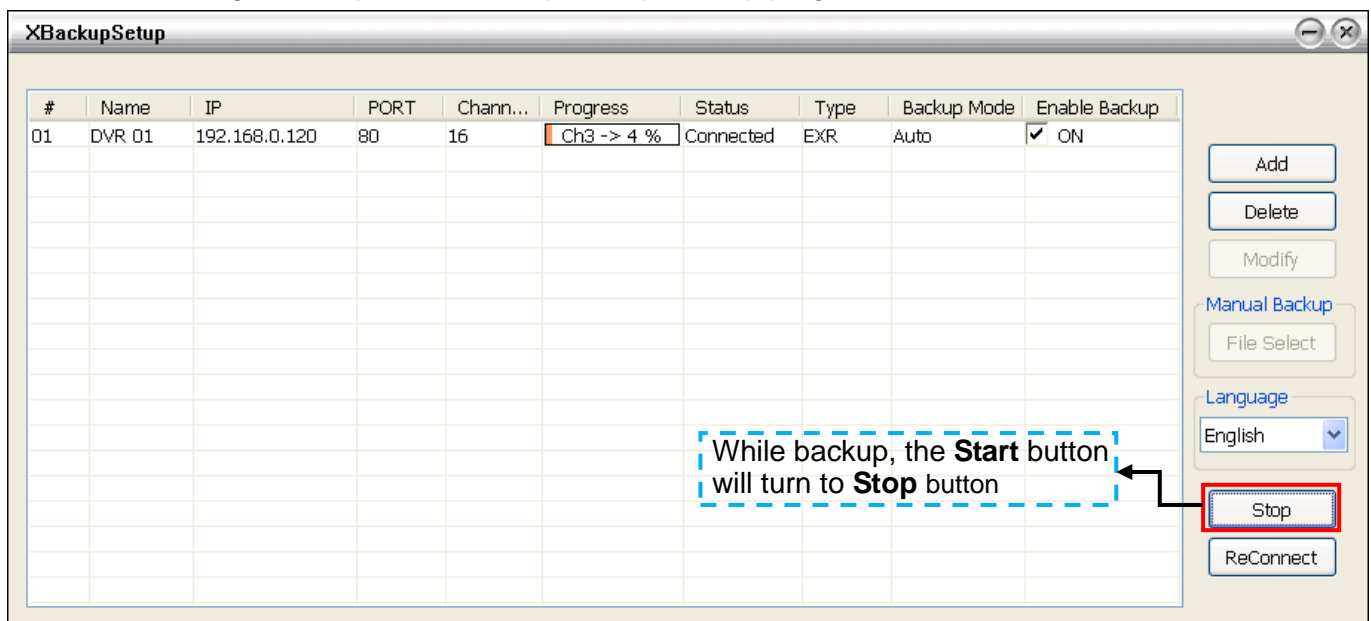 XBackupSetup
# Name IP PORT Chann... Progress Status Type Backup Mode Enable Backup
01 DVR 01 192.168.0.120 80 16 Ch3 -> 4 % Connected EXR Auto ON
Add
Delete
Modify
Manual Backup
File Select
Language
English
While backup, the Start button
will turn to Stop button
Stop
ReConnect